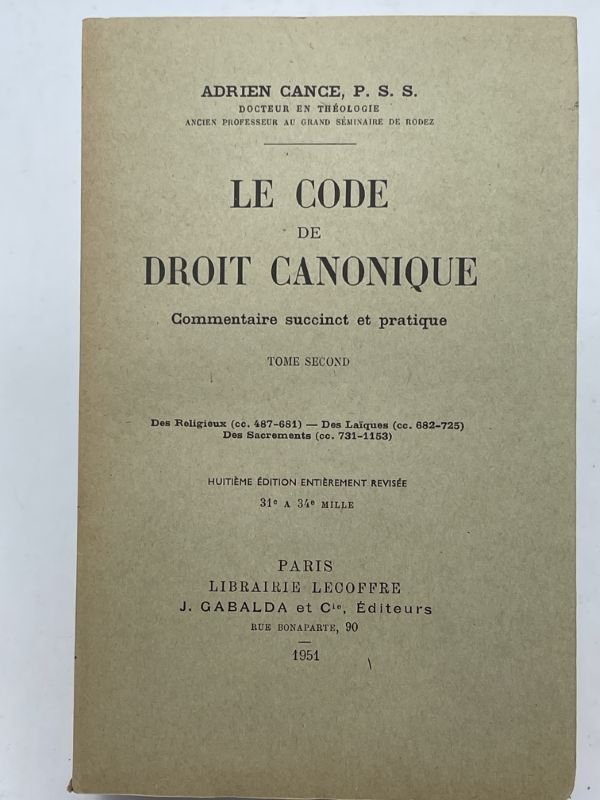 ADRIEN CANCE, P. S. S.
DOCTEUR EN THÉOLOGIE
ANCIEN PROFESSEUR AU GRAND SÉMINAIRE DE RODEZ
LE CODE
DE
DROIT CANONIQUE
Commentaire succinct et pratique
TOME SECOND
Des Religieux (cc. 487-681) — Des Laïques (cc. 682-725)
Des Sacrements (cc. 731-1153)
HUITIÈME ÉDITION ENTIÈREMENT REVISÉE
31e A 34e MILLE
PARIS
LIBRAIRIE LECOFFRE
J. GABALDA et Cie, Éditeurs
RUE BONAPARTE, 90
1951